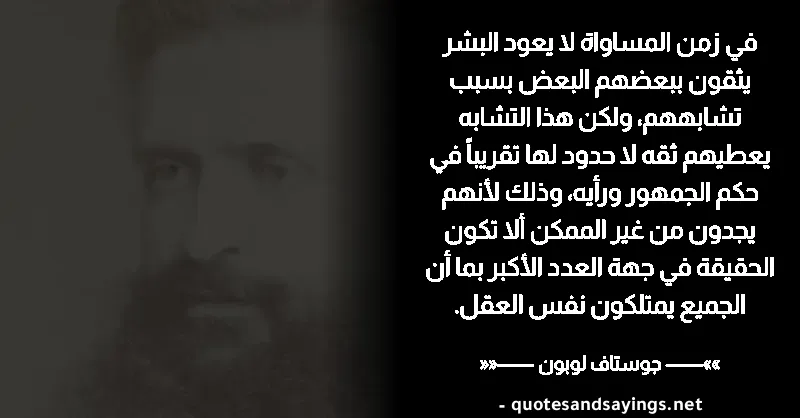 في زمن المساواة لا يعود البشر
يثقون ببعضهم البعض بسبب
تشابههم، ولكن هذا التشابه
يعطيهم ثقه لا حدود لها تقريباً في
حكم الجمهور ورأيه، وذلك لأنهم
يجدون من غير الممكن ألا تكون
الحقيقة في جهة العدد الأكبر بما أن
الجميع يمتلكون نفس العقل.
»»—— جوستاف لوبون ——««
- quotesandsayings.net